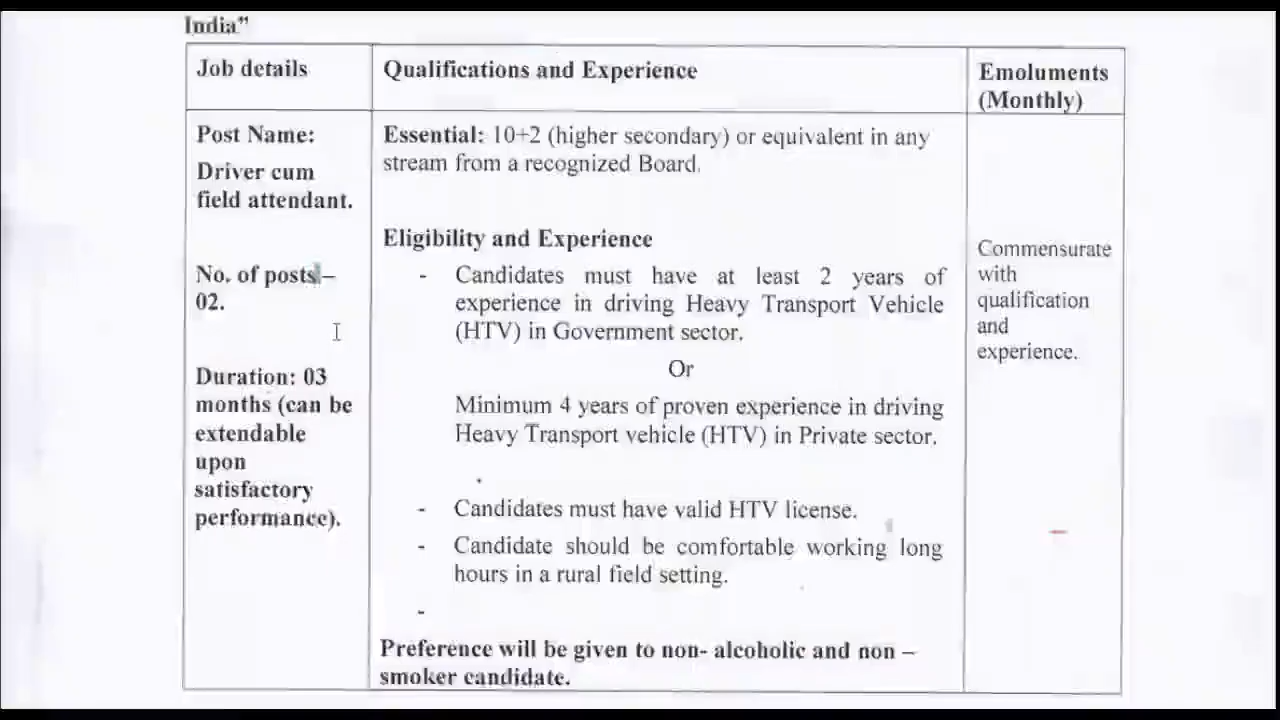 India”
Job details
Qualifications and Experience
Emoluments
(Monthly)
Post Name:
Driver cum
field attendant.
No. of posts –
02.
Duration: 03
months (can be
extendable
upon
satisfactory
performance).
Essential: 10+2 (higher secondary) or equivalent in any
stream from a recognized Board.
Eligibility and Experience
- Candidates must have at least 2 years of
experience in driving Heavy Transport Vehicle
(HTV) in Government sector.
Or
Minimum 4 years of proven experience in driving
Heavy Transport vehicle (HTV) in Private sector.
.
- Candidates must have valid HTV license.
- Candidate should be comfortable working long
hours in a rural field setting.
-
Preference will be given to non- alcoholic and non –
smoker candidate.
Commensurate
with
qualification
and
experience.